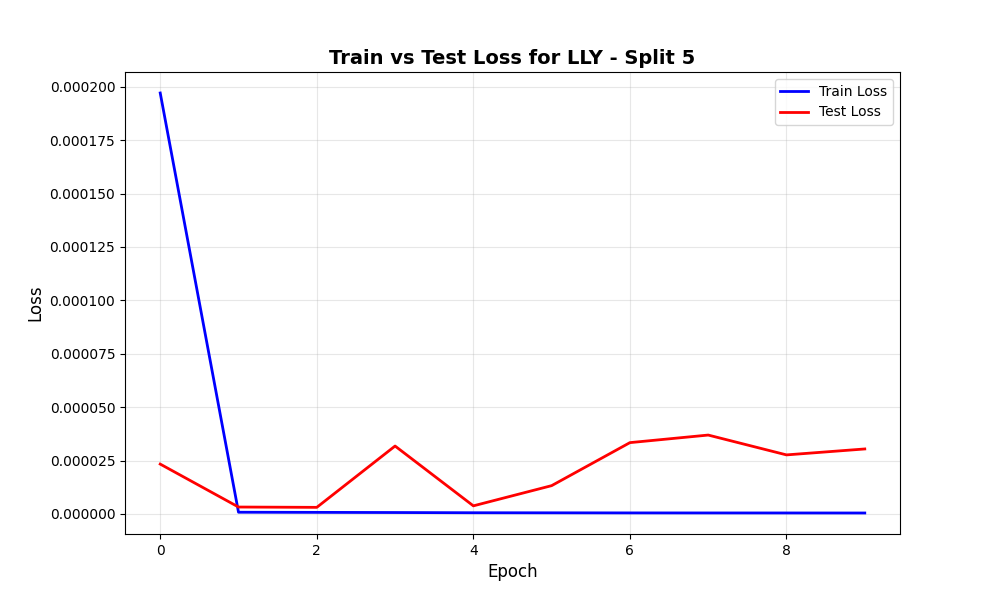 Train vs Test Loss for LLY - Split 5
Train Loss
Test Loss
0.000200
0.000175
0.000150
0.000125
0.000100
0.000075
0.000050
0.000025
0.000000
Loss
0 2 4 6 8
Epoch